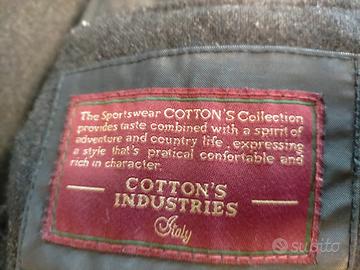 The Sportswear COTTON'S Collection
provides taste combined with a spirit of
adventure and country life, expressing
a style that's pratical confortable and
rich in character.
COTTON'S
INDUSTRIES
Italy
subito